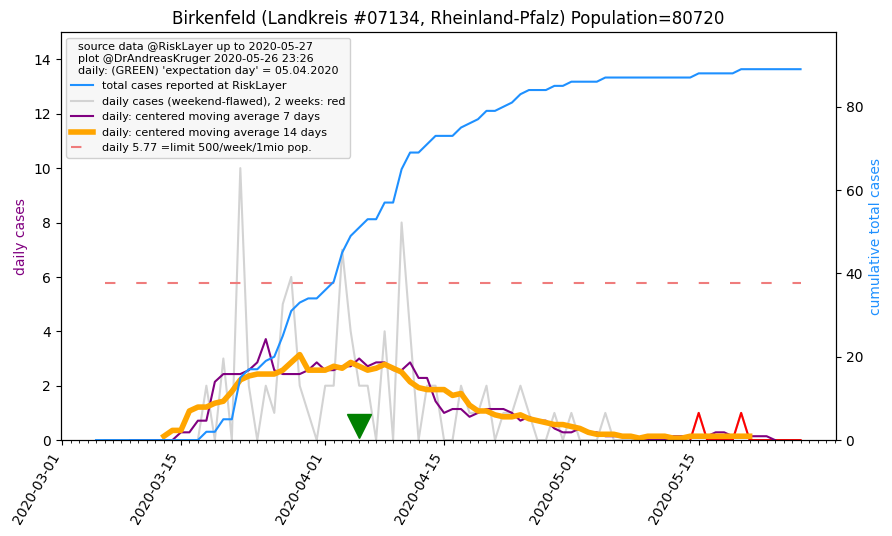 Birkenfeld (Landkreis #07134, Rheinland-Pfalz) Population=80720
source data @RiskLayer up to 2020-05-27
plot @DrAndreasKruger 2020-05-26 23:26
daily: (GREEN) 'expectation day' = 05.04.2020
total cases reported at RiskLayer
daily cases (weekend-flawed), 2 weeks: red
daily: centered moving average 7 days
daily: centered moving average 14 days
daily 5.77 =limit 500/week/1mio pop.
daily cases
14
12
10
8
6
4
2
0
cumulative total cases
80
60
40
20
0
2020-03-01
2020-03-15
2020-04-01
2020-04-15
2020-05-01
2020-05-15